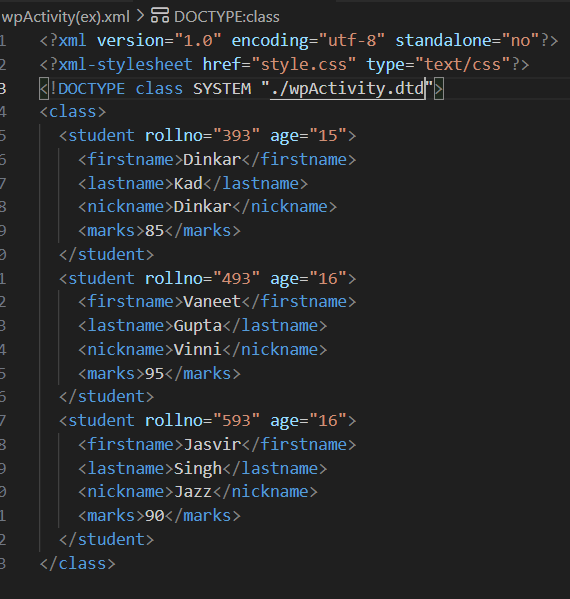 wpActivity(ex).xml > DOCTYPE:class
1 <?xml version="1.0" encoding="utf-8" standalone="no"?>
2 <?xml-stylesheet href="style.css" type="text/css"?>
3 <!DOCTYPE class SYSTEM "./wpActivity.dtd">
4 <class>
5   <student rollno="393" age="15">
6     <firstname>Dinkar</firstname>
7     <lastname>Kad</lastname>
8     <nickname>Dinkar</nickname>
9     <marks>85</marks>
0   </student>
1   <student rollno="493" age="16">
2     <firstname>Vaneet</firstname>
3     <lastname>Gupta</lastname>
4     <nickname>Vinni</nickname>
5     <marks>95</marks>
6   </student>
7   <student rollno="593" age="16">
8     <firstname>Jasvir</firstname>
9     <lastname>Singh</lastname>
0     <nickname>Jazz</nickname>
1     <marks>90</marks>
2   </student>
3 </class>